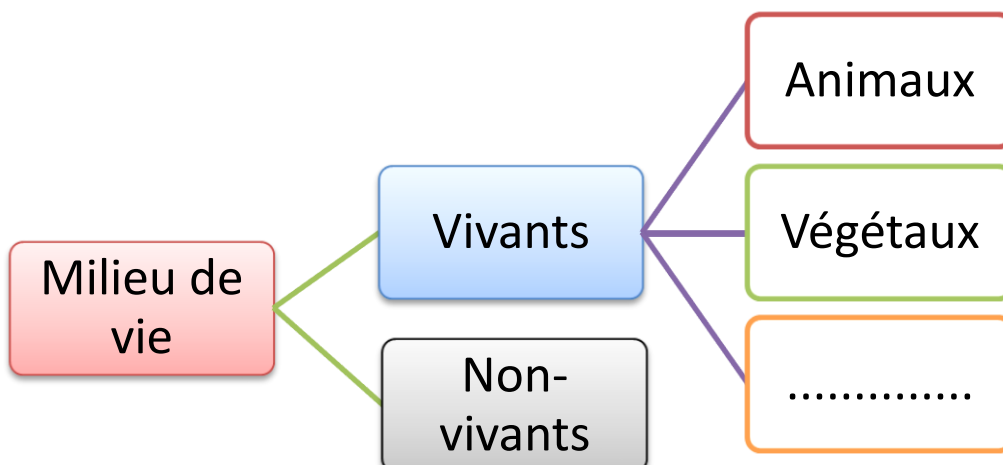 Milieu de
vie
Vivants
Non-
vivants
Animaux
Végétaux
..............